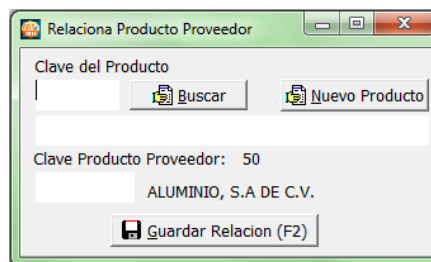 Relaciona Producto Proveedor
Clave del Producto
Buscar
Nuevo Producto
Clave Producto Proveedor: 50
ALUMINIO, S.A DE C.V.
Guardar Relacion (F2)